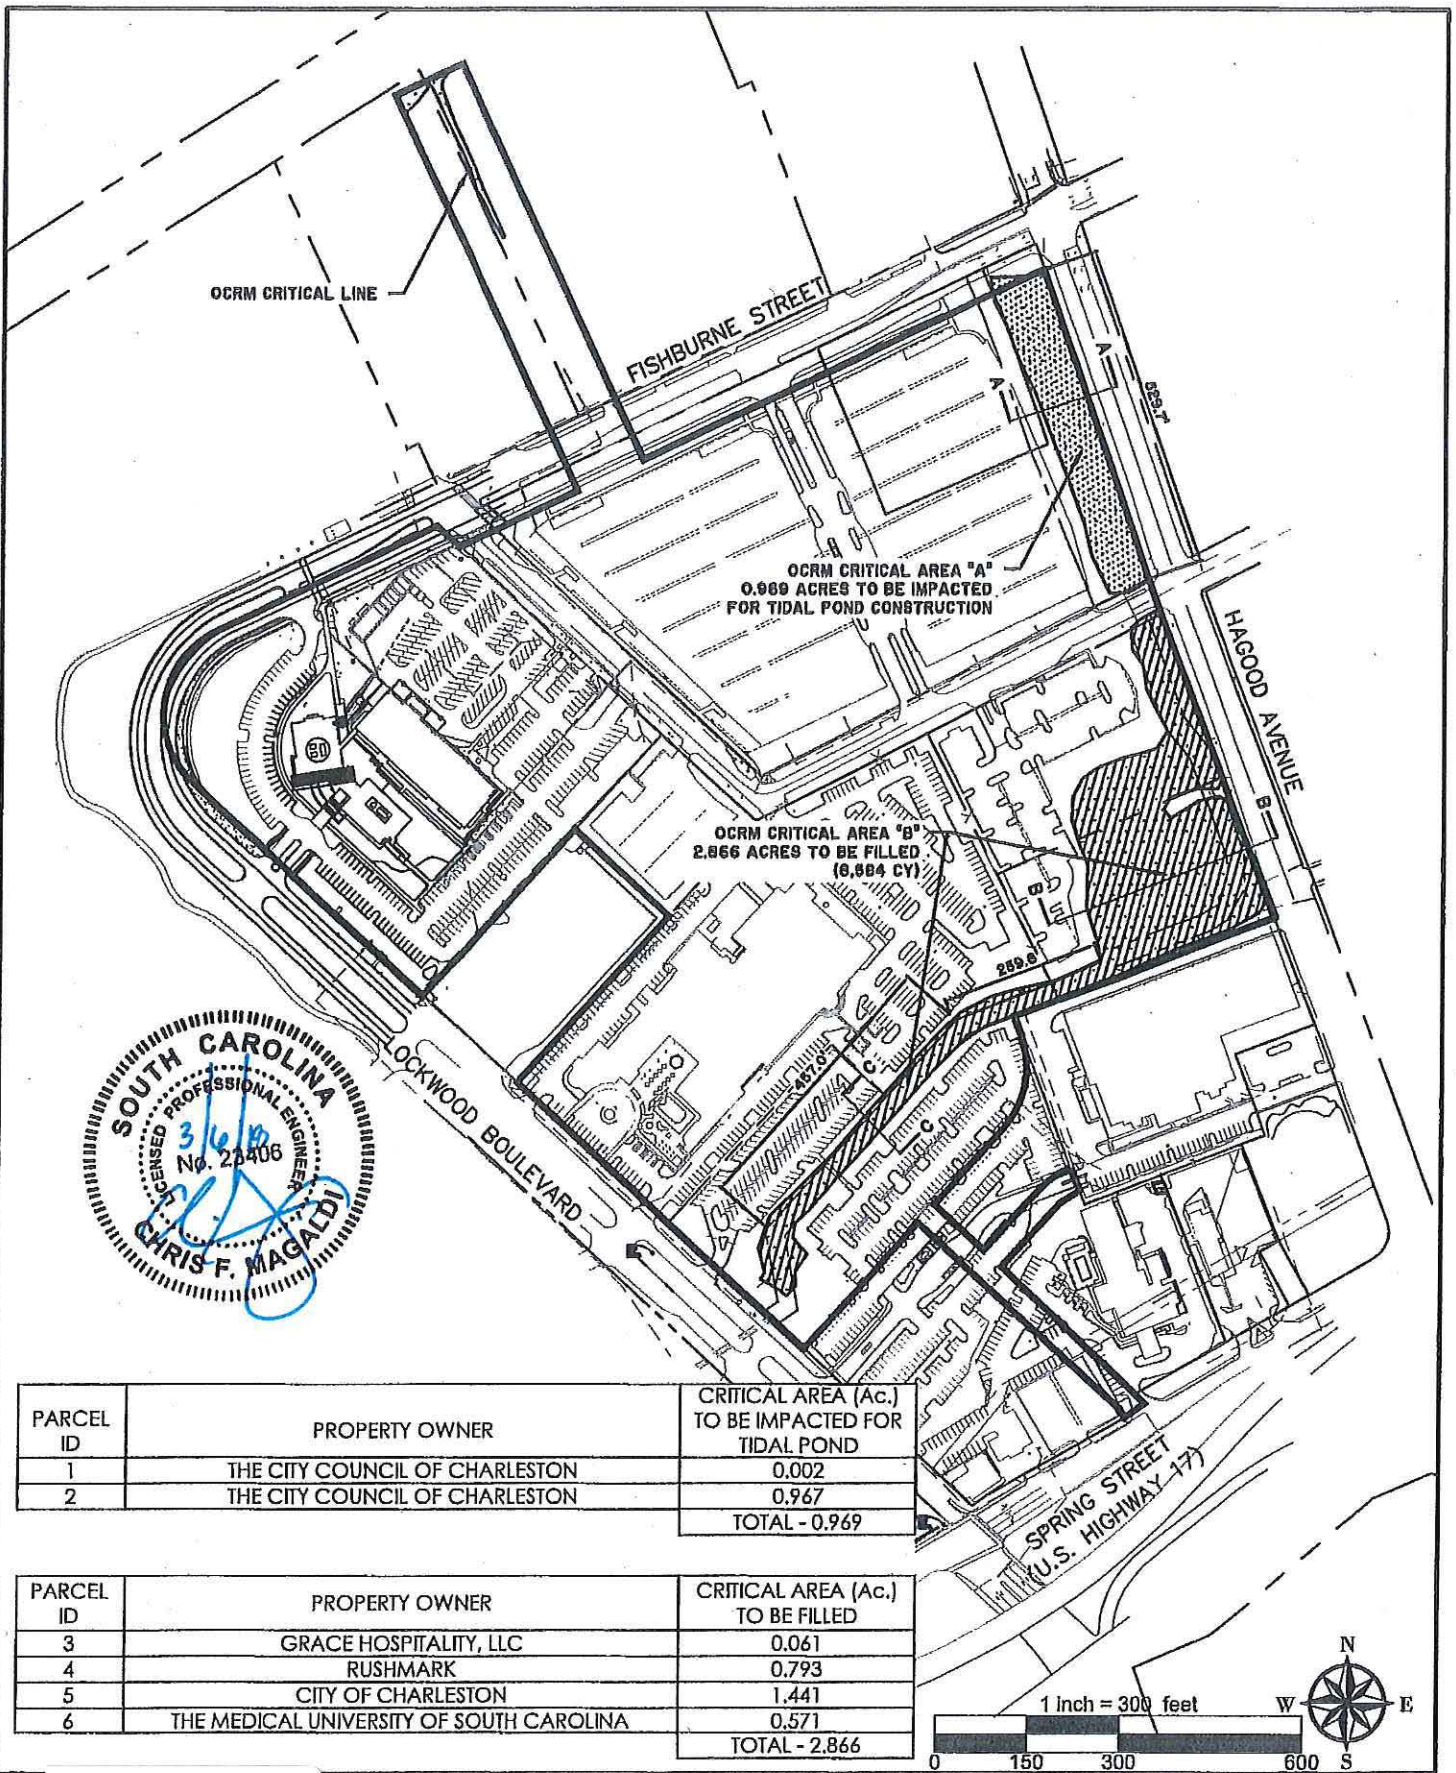 OCRM CRITICAL LINE
FISHBURNE STREET
A
A
529.7'
OCRM CRITICAL AREA "A"
0.969 ACRES TO BE IMPACTED
FOR TIDAL POND CONSTRUCTION
HAGOOD AVENUE
OCRM CRITICAL AREA "B"
2.866 ACRES TO BE FILLED
B
B
259.6'
457.0'
C
C
LOCKWOOD BOULEVARD
SOUTH CAROLINA
LICENSED PROFESSIONAL ENGINEER
No. 23406
CHRIS F. MAGALDI
SPRING STREET
(U.S. HIGHWAY 17)
PARCEL ID PROPERTY OWNER CRITICAL AREA (Ac.) TO BE IMPACTED FOR TIDAL POND
1 THE CITY COUNCIL OF CHARLESTON 0.002
2 THE CITY COUNCIL OF CHARLESTON 0.967
TOTAL - 0.969
PARCEL ID PROPERTY OWNER CRITICAL AREA (Ac.) TO BE FILLED
3 GRACE HOSPITALITY, LLC 0.061
4 RUSHMARK 0.793
5 CITY OF CHARLESTON 1.441
6 THE MEDICAL UNIVERSITY OF SOUTH CAROLINA 0.571
TOTAL - 2.866
1 inch = 300 feet
0 150 300 600
N
W E
S